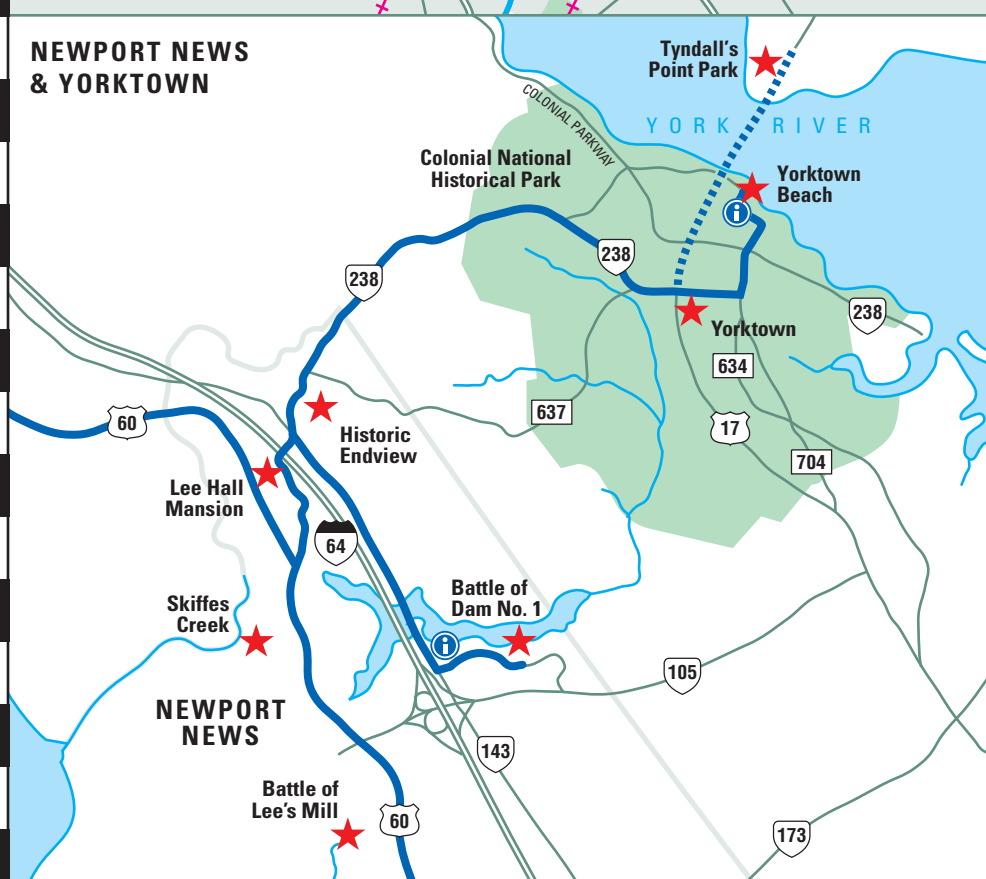 NEWPORT NEWS
& YORKTOWN
Tyndall's
Point Park
COLONIAL PARKWAY
YORK RIVER
Colonial National
Historical Park
Yorktown
Beach
i
238
238
238
Yorktown
634
637
17
704
60
Historic
Endview
Lee Hall
Mansion
64
Battle of
Dam No. 1
Skiffes
Creek
i
105
NEWPORT
NEWS
143
Battle of
Lee's Mill
60
173